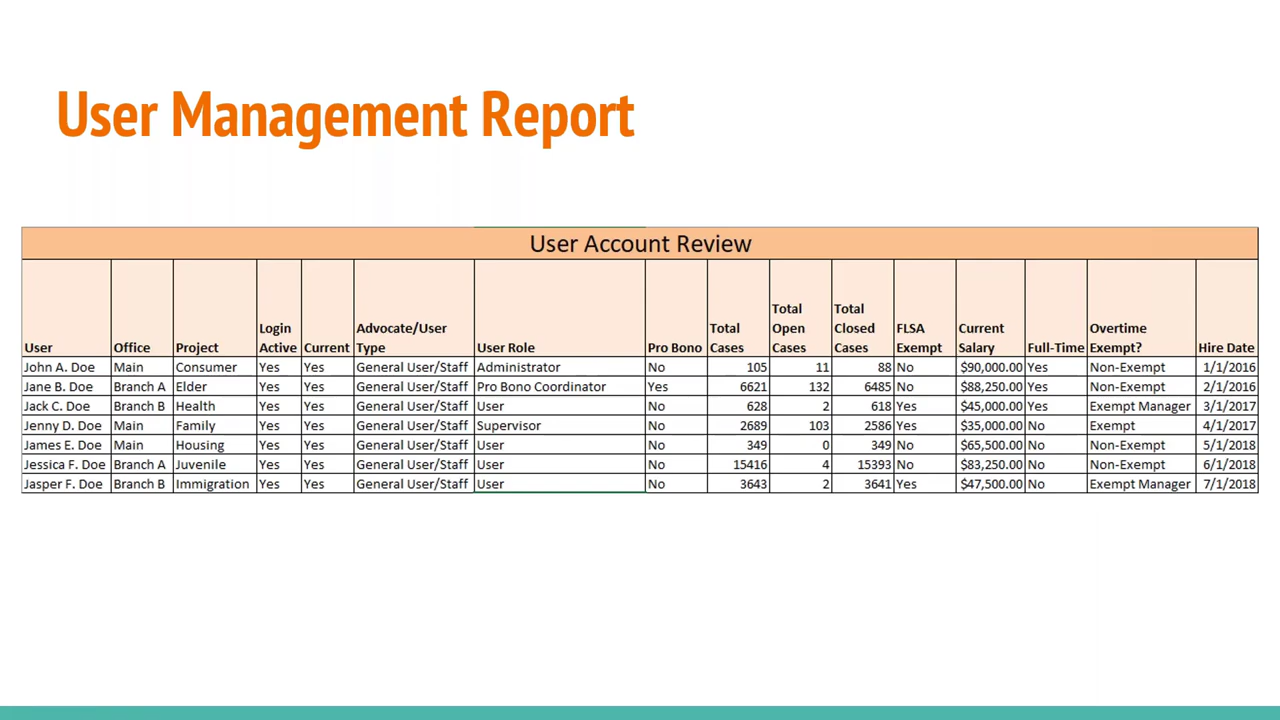 User Management Report
User Account Review
User Office Project Login Active Current Advocate/User Type User Role Pro Bono Total Cases Total Open Cases Total Closed Cases FLSA Exempt Current Salary Full-Time Overtime Exempt? Hire Date
John A. Doe Main Consumer Yes Yes General User/Staff Administrator No 105 11 88 No $90,000.00 Yes Non-Exempt 1/1/2016
Jane B. Doe Branch A Elder Yes Yes General User/Staff Pro Bono Coordinator Yes 6621 132 6485 No $88,250.00 Yes Non-Exempt 2/1/2016
Jack C. Doe Branch B Health Yes Yes General User/Staff User No 628 2 618 Yes $45,000.00 Yes Exempt Manager 3/1/2017
Jenny D. Doe Main Family Yes Yes General User/Staff Supervisor No 2689 103 2586 Yes $35,000.00 No Exempt 4/1/2017
James E. Doe Main Housing Yes Yes General User/Staff User No 349 0 349 No $65,500.00 No Non-Exempt 5/1/2018
Jessica F. Doe Branch A Juvenile Yes Yes General User/Staff User No 15416 4 15393 No $83,250.00 No Non-Exempt 6/1/2018
Jasper F. Doe Branch B Immigration Yes Yes General User/Staff User No 3643 2 3641 Yes $47,500.00 No Exempt Manager 7/1/2018